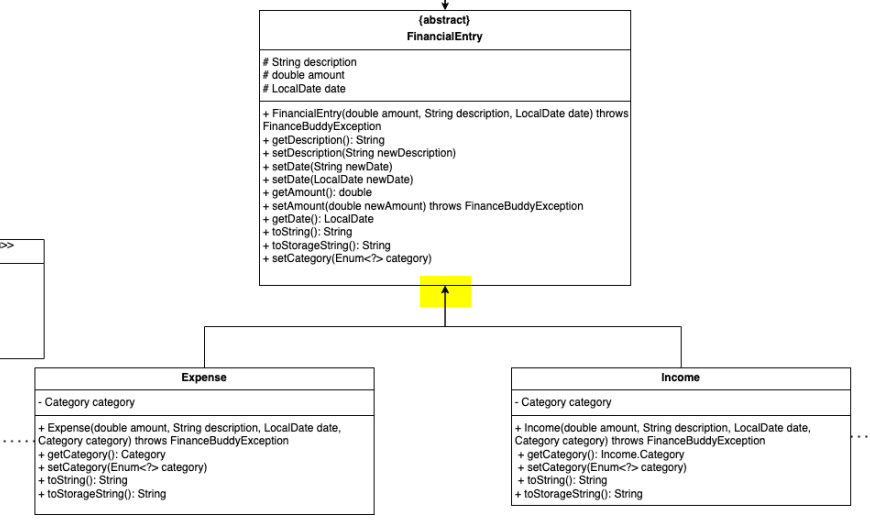 {abstract}
FinancialEntry
# String description
# double amount
# LocalDate date
+ FinancialEntry(double amount, String description, LocalDate date) throws
FinanceBuddyException
+ getDescription(): String
+ setDescription(String newDescription)
+ setDate(String newDate)
+ setDate(LocalDate newDate)
+ getAmount(): double
+ setAmount(double newAmount) throws FinanceBuddyException
+ getDate(): LocalDate
+ toString(): String
+ toStorageString(): String
+ setCategory(Enum<?> category)
>>
Expense
- Category category
+ Expense(double amount, String description, LocalDate date,
Category category) throws FinanceBuddyException
+ getCategory(): Category
+ setCategory(Enum<?> category)
+ toString(): String
+ toStorageString(): String
Income
- Category category
+ Income(double amount, String description, LocalDate date,
Category category) throws FinanceBuddyException
+ getCategory(): Income.Category
+ setCategory(Enum<?> category)
+ toString(): String
+ toStorageString(): String